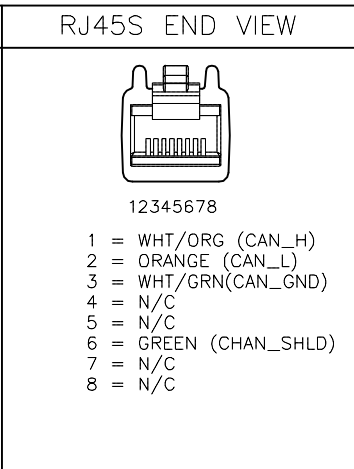 RJ45S END VIEW
12345678
1 = WHT/ORG (CAN_H)
2 = ORANGE (CAN_L)
3 = WHT/GRN(CAN_GND)
4 = N/C
5 = N/C
6 = GREEN (CHAN_SHLD)
7 = N/C
8 = N/C